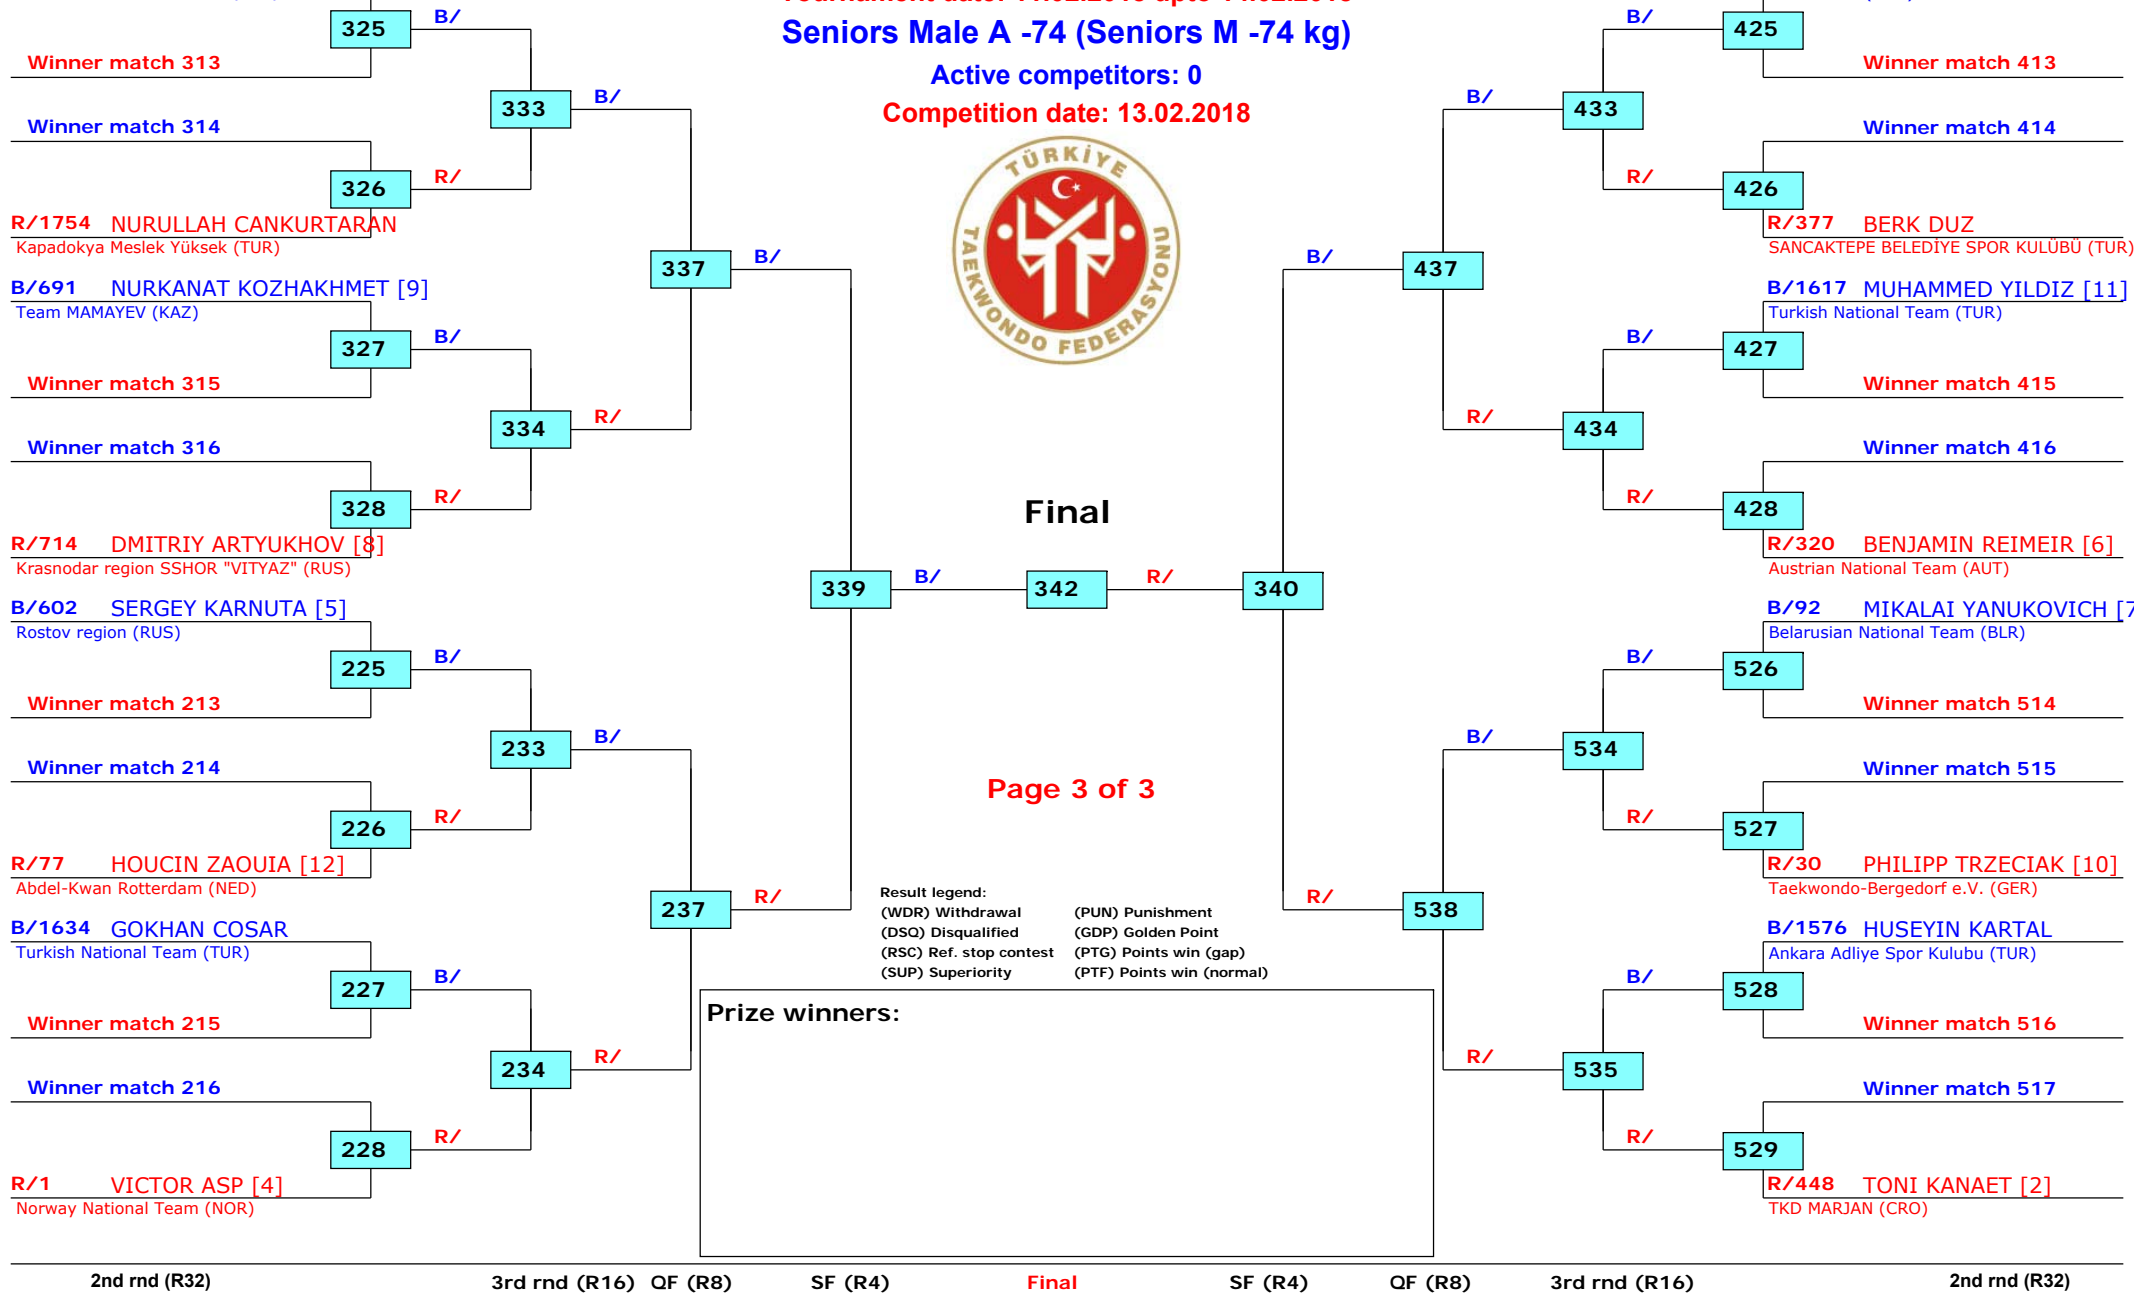 Seniors Male A -74 (Seniors M -74 kg)
Active competitors: 0
Competition date: 13.02.2018
TÜRKİYE
TAEKWONDO FEDERASYONU
325
B/
Winner match 313
333
B/
Winner match 314
326
R/
R/1754 NURULLAH CANKURTARAN
Kapadokya Meslek Yüksek (TUR)
337
B/
B/691 NURKANAT KOZHAKHMET [9]
Team MAMAYEV (KAZ)
327
B/
Winner match 315
334
R/
Winner match 316
328
R/
R/714 DMITRIY ARTYUKHOV [8]
Krasnodar region SSHOR "VITYAZ" (RUS)
339
B/
B/602 SERGEY KARNUTA [5]
Rostov region (RUS)
225
B/
Winner match 213
233
B/
Winner match 214
226
R/
R/77 HOUCIN ZAOUIA [12]
Abdel-Kwan Rotterdam (NED)
237
R/
B/1634 GOKHAN COSAR
Turkish National Team (TUR)
227
B/
Winner match 215
234
R/
Winner match 216
228
R/
R/1 VICTOR ASP [4]
Norway National Team (NOR)
Final
342
R/
340
Page 3 of 3
Result legend:
(WDR) Withdrawal (PUN) Punishment
(DSQ) Disqualified (GDP) Golden Point
(RSC) Ref. stop contest (PTG) Points win (gap)
(SUP) Superiority (PTF) Points win (normal)
Prize winners:
B/
425
Winner match 413
B/
433
Winner match 414
R/
426
R/377 BERK DUZ
SANCAKTEPE BELEDİYE SPOR KULÜBÜ (TUR)
B/
437
B/1617 MUHAMMED YILDIZ [11]
Turkish National Team (TUR)
B/
427
Winner match 415
R/
434
Winner match 416
R/
428
R/320 BENJAMIN REIMEIR [6]
Austrian National Team (AUT)
B/92 MIKALAI YANUKOVICH [7
Belarusian National Team (BLR)
B/
526
Winner match 514
B/
534
Winner match 515
R/
527
R/30 PHILIPP TRZECIAK [10]
Taekwondo-Bergedorf e.V. (GER)
R/
538
B/1576 HUSEYIN KARTAL
Ankara Adliye Spor Kulubu (TUR)
B/
528
Winner match 516
R/
535
Winner match 517
R/
529
R/448 TONI KANAET [2]
TKD MARJAN (CRO)
2nd rnd (R32) 3rd rnd (R16) QF (R8) SF (R4) Final SF (R4) QF (R8) 3rd rnd (R16) 2nd rnd (R32)